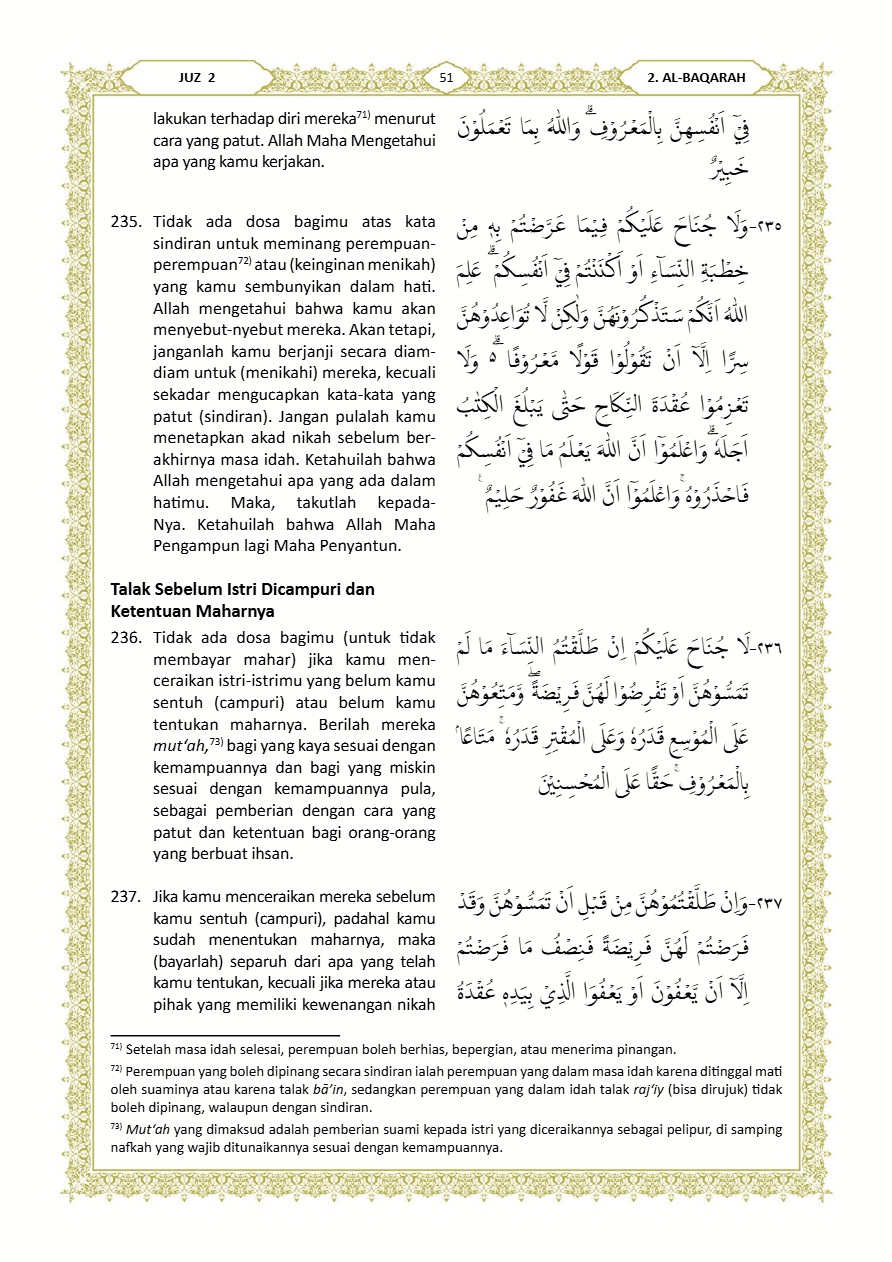 JUZ 2
51
2. AL-BAQARAH
lakukan terhadap diri mereka⁷¹⁾ menurut
cara yang patut. Allah Maha Mengetahui
apa yang kamu kerjakan.
فِيْٓ اَنْفُسِهِنَّ بِالْمَعْرُوْفِۗ وَاللّٰهُ بِمَا تَعْمَلُوْنَ
خَبِيْرٌ
235. Tidak ada dosa bagimu atas kata
sindiran untuk meminang perempuan-
perempuan⁷²⁾ atau (keinginan menikah)
yang kamu sembunyikan dalam hati.
Allah mengetahui bahwa kamu akan
menyebut-nyebut mereka. Akan tetapi,
janganlah kamu berjanji secara diam-
diam untuk (menikahi) mereka, kecuali
sekadar mengucapkan kata-kata yang
patut (sindiran). Jangan pulalah kamu
menetapkan akad nikah sebelum ber-
akhirnya masa idah. Ketahuilah bahwa
Allah mengetahui apa yang ada dalam
hatimu. Maka, takutlah kepada-
Nya. Ketahuilah bahwa Allah Maha
Pengampun lagi Maha Penyantun.
٢٣٥-وَلَا جُنَاحَ عَلَيْكُمْ فِيْمَا عَرَّضْتُمْ بِهٖ مِنْ
خِطْبَةِ النِّسَاۤءِ اَوْ اَكْنَنْتُمْ فِيْٓ اَنْفُسِكُمْۗ عَلِمَ
اللّٰهُ اَنَّكُمْ سَتَذْكُرُوْنَهُنَّ وَلٰكِنْ لَّا تُوَاعِدُوْهُنَّ
سِرًّا اِلَّآ اَنْ تَقُوْلُوْا قَوْلًا مَّعْرُوْفًا ەۗ وَلَا
تَعْزِمُوْا عُقْدَةَ النِّكَاحِ حَتّٰى يَبْلُغَ الْكِتٰبُ
اَجَلَهٗۗ وَاعْلَمُوْٓا اَنَّ اللّٰهَ يَعْلَمُ مَا فِيْٓ اَنْفُسِكُمْ
فَاحْذَرُوْهُۚ وَاعْلَمُوْٓا اَنَّ اللّٰهَ غَفُوْرٌ حَلِيْمٌ ۚ
Talak Sebelum Istri Dicampuri dan
Ketentuan Maharnya
236. Tidak ada dosa bagimu (untuk tidak
membayar mahar) jika kamu men-
ceraikan istri-istrimu yang belum kamu
sentuh (campuri) atau belum kamu
tentukan maharnya. Berilah mereka
mut‘ah,⁷³⁾ bagi yang kaya sesuai dengan
kemampuannya dan bagi yang miskin
sesuai dengan kemampuannya pula,
sebagai pemberian dengan cara yang
patut dan ketentuan bagi orang-orang
yang berbuat ihsan.
٢٣٦-لَا جُنَاحَ عَلَيْكُمْ اِنْ طَلَّقْتُمُ النِّسَاۤءَ مَا لَمْ
تَمَسُّوْهُنَّ اَوْ تَفْرِضُوْا لَهُنَّ فَرِيْضَةًۖ وَّمَتِّعُوْهُنَّ
عَلَى الْمُوْسِعِ قَدَرُهٗ وَعَلَى الْمُقْتِرِ قَدَرُهٗ ۚ مَتَاعًا ۢ
بِالْمَعْرُوْفِۚ حَقًّا عَلَى الْمُحْسِنِيْنَ
237. Jika kamu menceraikan mereka sebelum
kamu sentuh (campuri), padahal kamu
sudah menentukan maharnya, maka
(bayarlah) separuh dari apa yang telah
kamu tentukan, kecuali jika mereka atau
pihak yang memiliki kewenangan nikah
٢٣٧-وَاِنْ طَلَّقْتُمُوْهُنَّ مِنْ قَبْلِ اَنْ تَمَسُّوْهُنَّ وَقَدْ
فَرَضْتُمْ لَهُنَّ فَرِيْضَةً فَنِصْفُ مَا فَرَضْتُمْ
اِلَّآ اَنْ يَّعْفُوْنَ اَوْ يَعْفُوَا الَّذِيْ بِيَدِهٖ عُقْدَةُ
⁷¹⁾ Setelah masa idah selesai, perempuan boleh berhias, bepergian, atau menerima pinangan.
⁷²⁾ Perempuan yang boleh dipinang secara sindiran ialah perempuan yang dalam masa idah karena ditinggal mati
oleh suaminya atau karena talak bā’in, sedangkan perempuan yang dalam idah talak raj‘iy (bisa dirujuk) tidak
boleh dipinang, walaupun dengan sindiran.
⁷³⁾ Mut‘ah yang dimaksud adalah pemberian suami kepada istri yang diceraikannya sebagai pelipur, di samping
nafkah yang wajib ditunaikannya sesuai dengan kemampuannya.